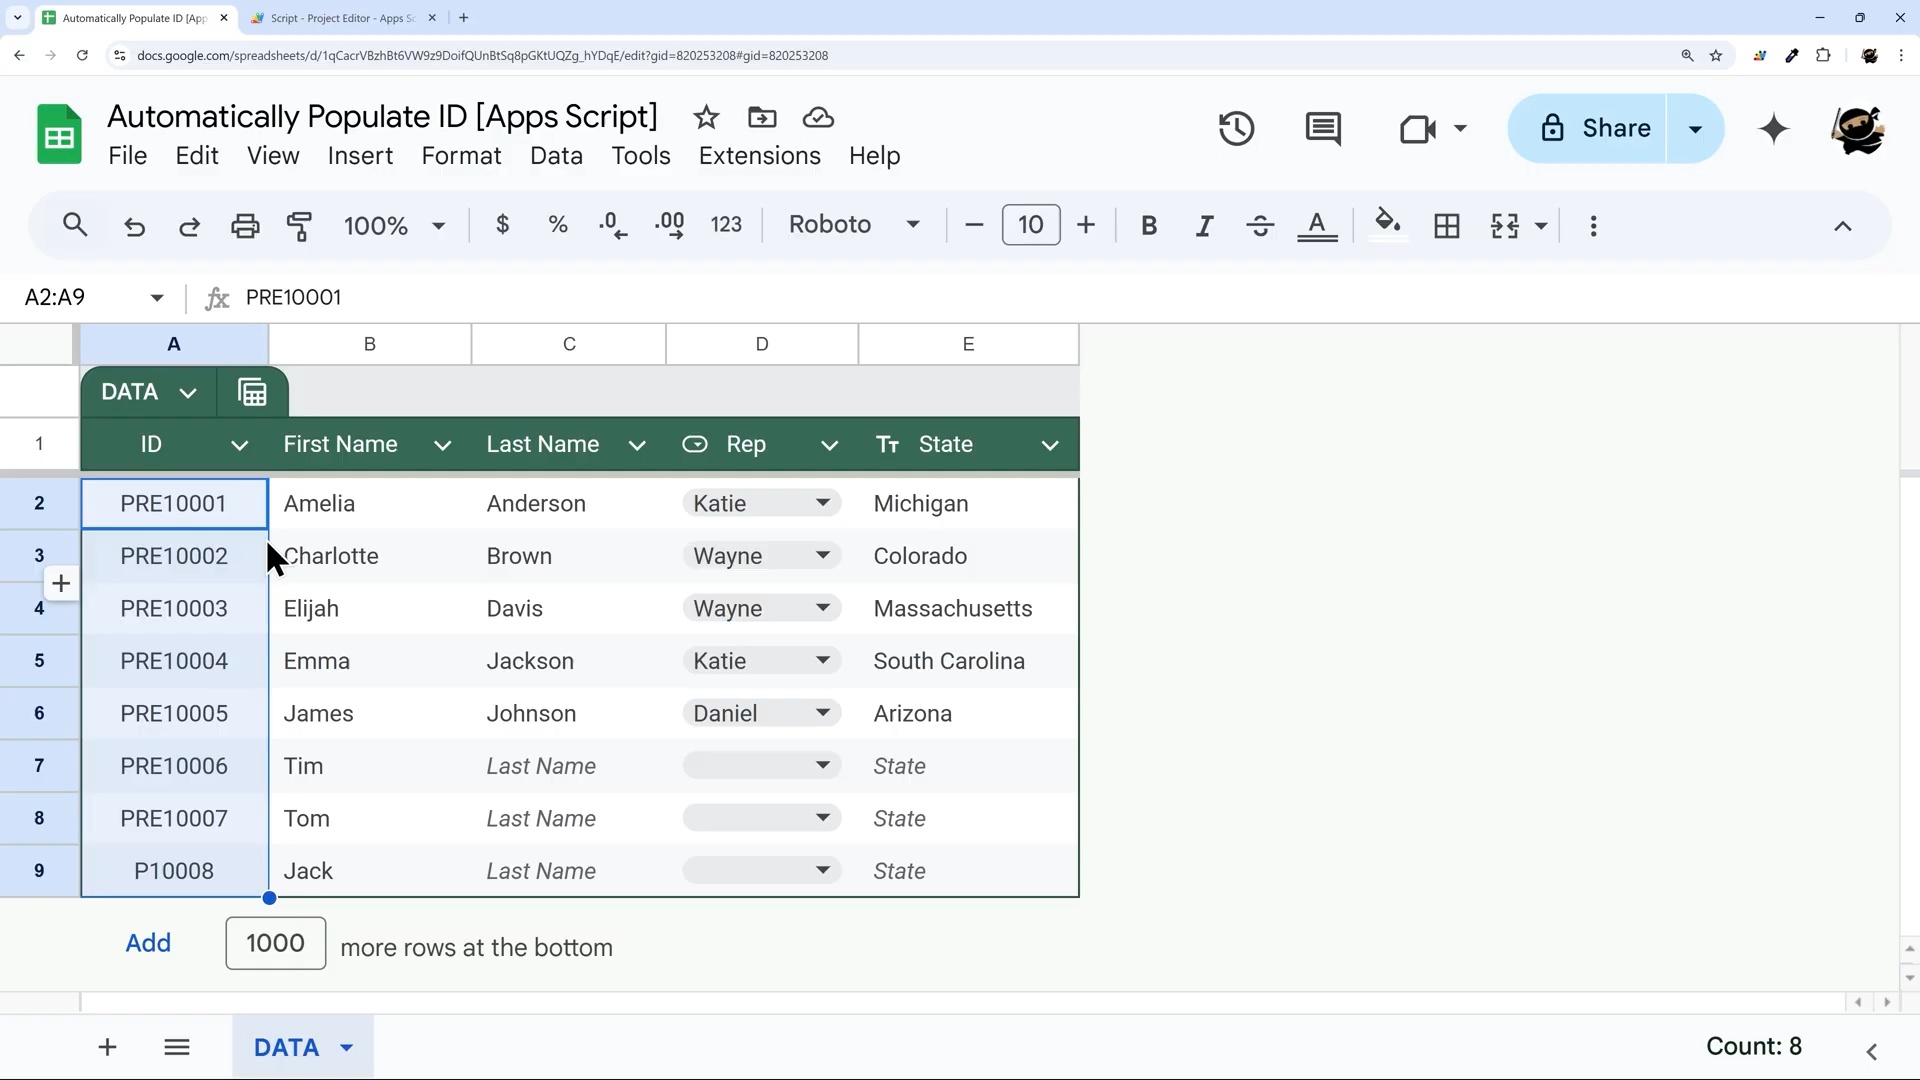 Automatically Populate ID [App
Script - Project Editor - Apps Sc
docs.google.com/spreadsheets/d/1qCacrVBzhBt6VW9z9DoifQUnBtSq8pGKtUQZg_hYDqE/edit?gid=820253208#gid=820253208
Automatically Populate ID [Apps Script]
Share
File Edit View Insert Format Data Tools Extensions Help
100% $ % .0 .00 123 Roboto 10 B I S A
A2:A9 fx PRE10001
A B C D E
DATA
1 ID First Name Last Name Rep Tт State
2 PRE10001 Amelia Anderson Katie Michigan
3 PRE10002 Charlotte Brown Wayne Colorado
4 PRE10003 Elijah Davis Wayne Massachusetts
5 PRE10004 Emma Jackson Katie South Carolina
6 PRE10005 James Johnson Daniel Arizona
7 PRE10006 Tim Last Name State
8 PRE10007 Tom Last Name State
9 P10008 Jack Last Name State
Add 1000 more rows at the bottom
DATA Count: 8